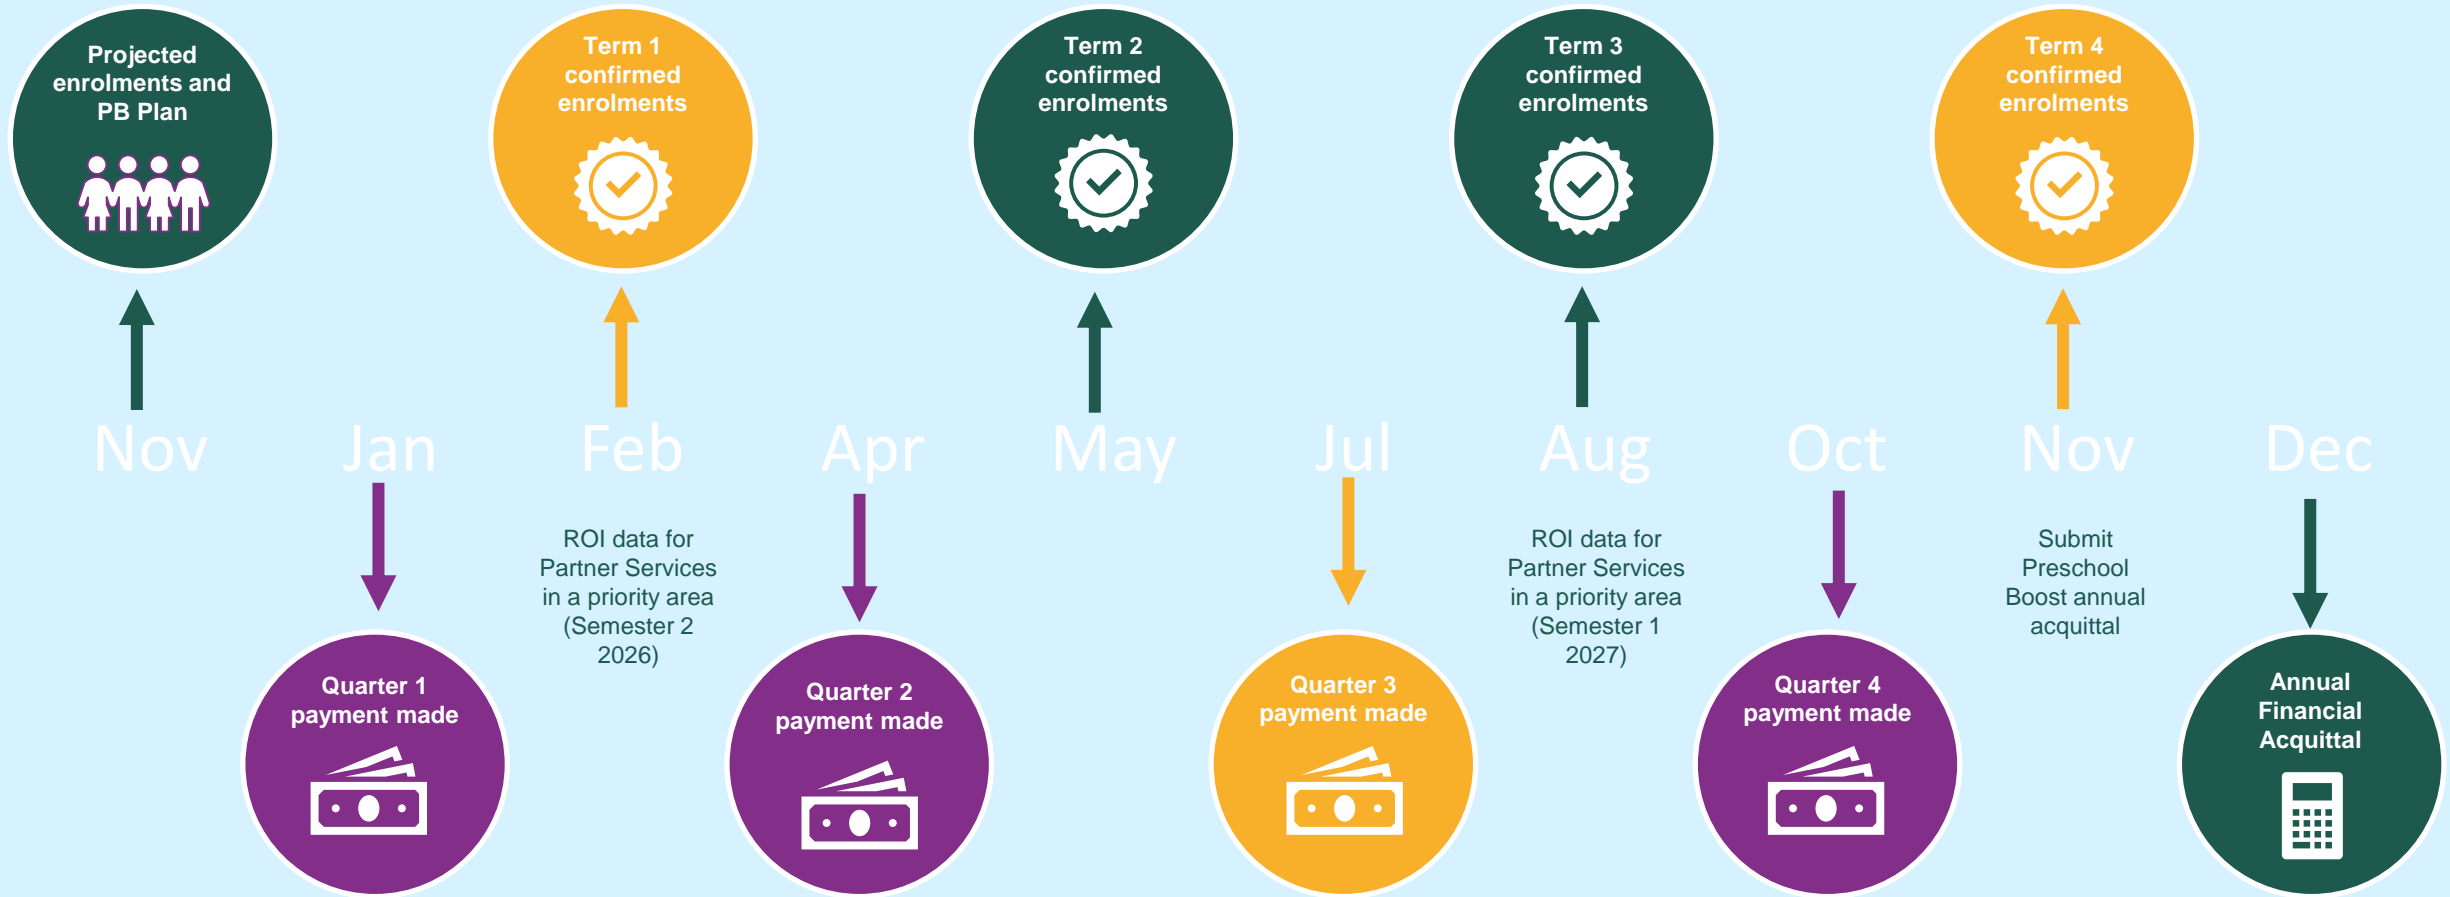 Projected
enrolments and
PB Plan
Term 1
confirmed
enrolments
Term 2
confirmed
enrolments
Term 3
confirmed
enrolments
Term 4
confirmed
enrolments
Nov
Jan
Feb
Apr
May
Jul
Aug
Oct
Nov
Dec
ROI data for
Partner Services
in a priority area
(Semester 2
2026)
ROI data for
Partner Services
in a priority area
(Semester 1
2027)
Submit
Preschool
Boost annual
acquittal
Quarter 1
payment made
Quarter 2
payment made
Quarter 3
payment made
Quarter 4
payment made
Annual
Financial
Acquittal